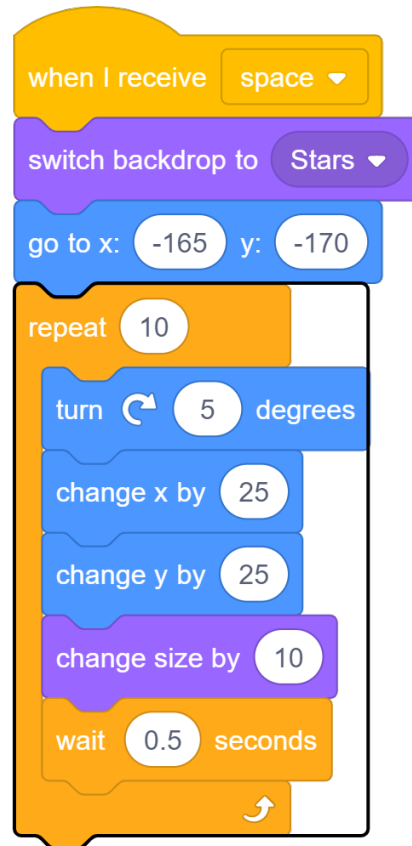 when I receive space
switch backdrop to Stars
go to x: -165 y: -170
repeat 10
turn 5 degrees
change x by 25
change y by 25
change size by 10
wait 0.5 seconds